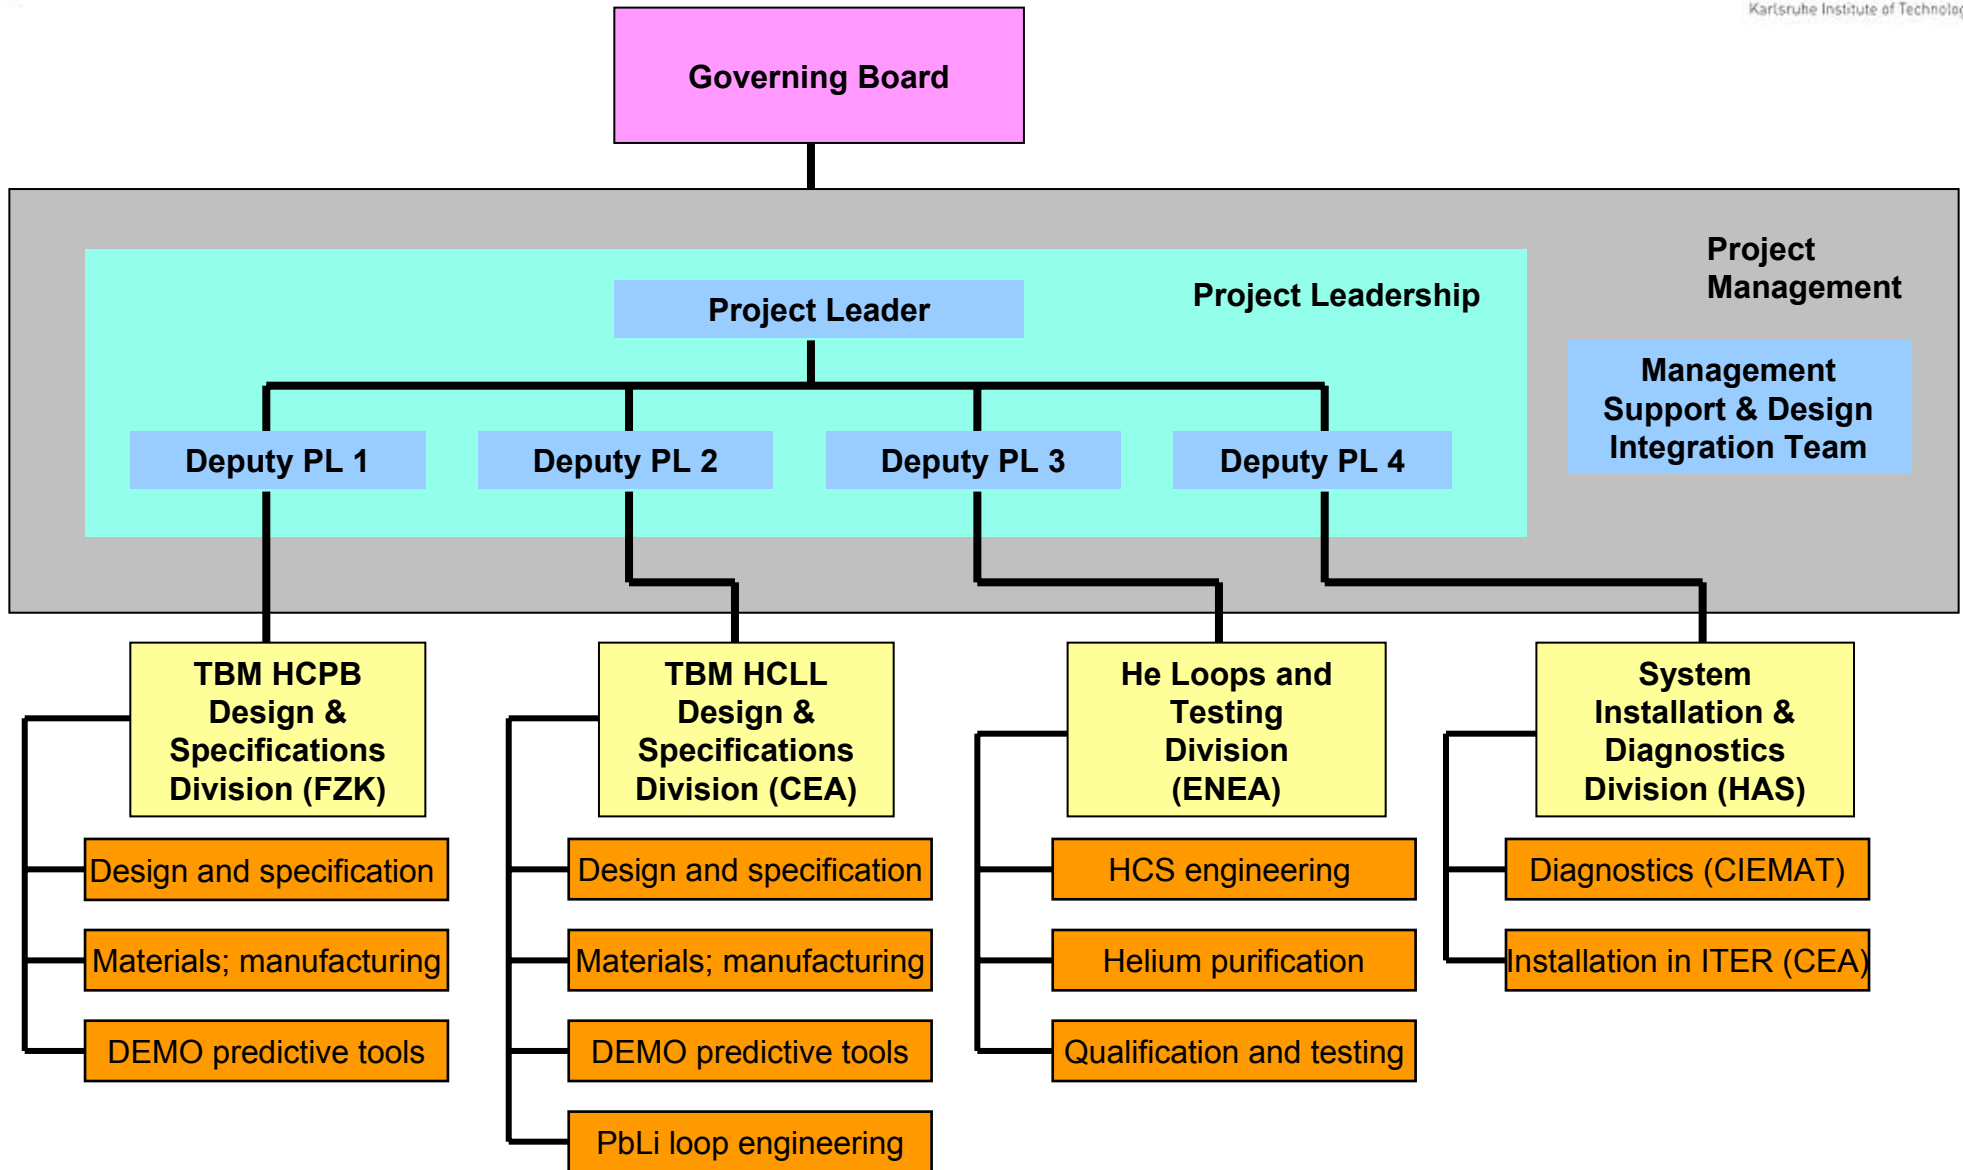 Karlsruhe Institute of Technolog
Governing Board
Project
Management
Project Leadership
Project Leader
Management
Support & Design
Integration Team
Deputy PL 1
Deputy PL 2
Deputy PL 3
Deputy PL 4
TBM HCPB
Design &
Specifications
Division (FZK)
TBM HCLL
Design &
Specifications
Division (CEA)
He Loops and
Testing
Division
(ENEA)
System
Installation &
Diagnostics
Division (HAS)
Design and specification
Materials; manufacturing
DEMO predictive tools
Design and specification
Materials; manufacturing
DEMO predictive tools
PbLi loop engineering
HCS engineering
Helium purification
Qualification and testing
Diagnostics (CIEMAT)
Installation in ITER (CEA)